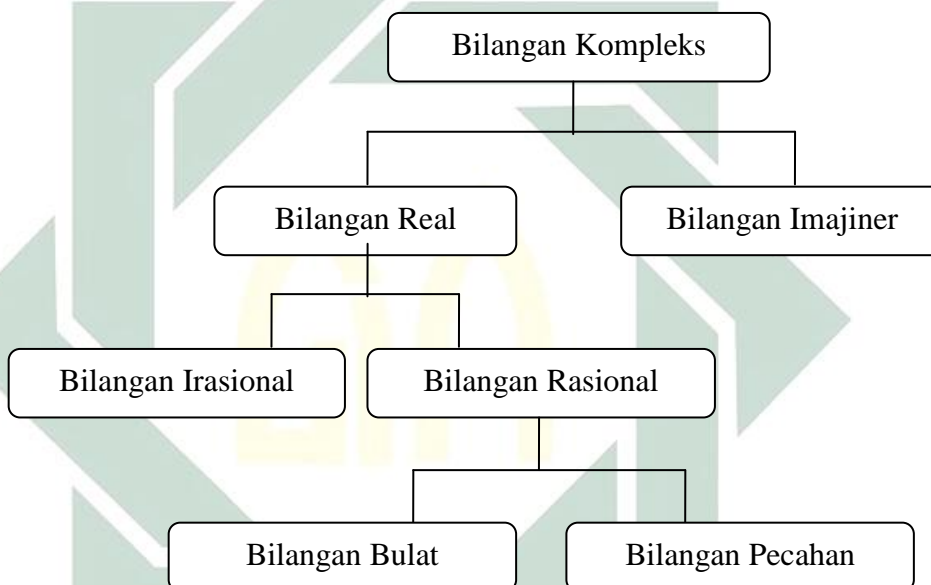 Bilangan Kompleks
Bilangan Real
Bilangan Imajiner
Bilangan Irasional
Bilangan Rasional
Bilangan Bulat
Bilangan Pecahan